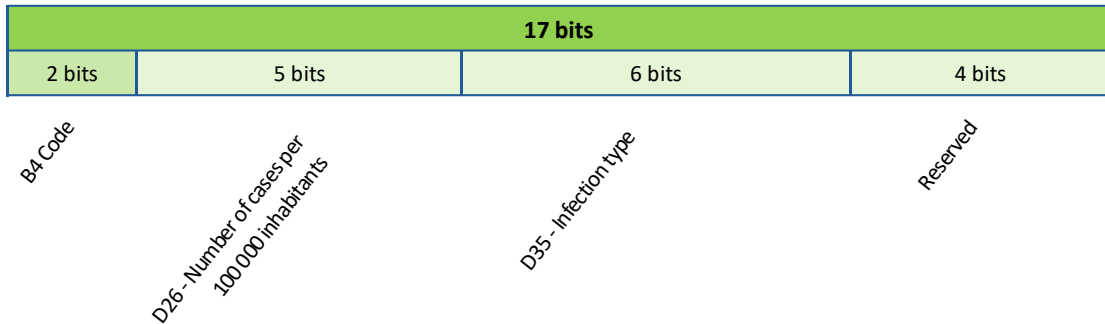 17 bits
2 bits
5 bits
6 bits
4 bits
B4 Code
D26 - Number of cases per
100 000 inhabitants
D35 - Infection type
Reserved